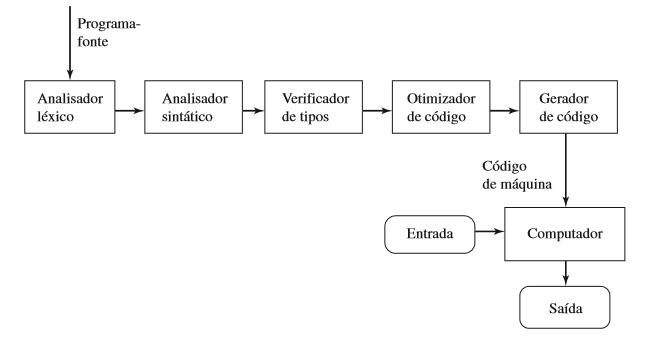 Programa-
fonte
Analisador
léxico
Analisador
sintático
Verificador
de tipos
Otimizador
de código
Gerador
de código
Código
de máquina
Entrada
Computador
Saída